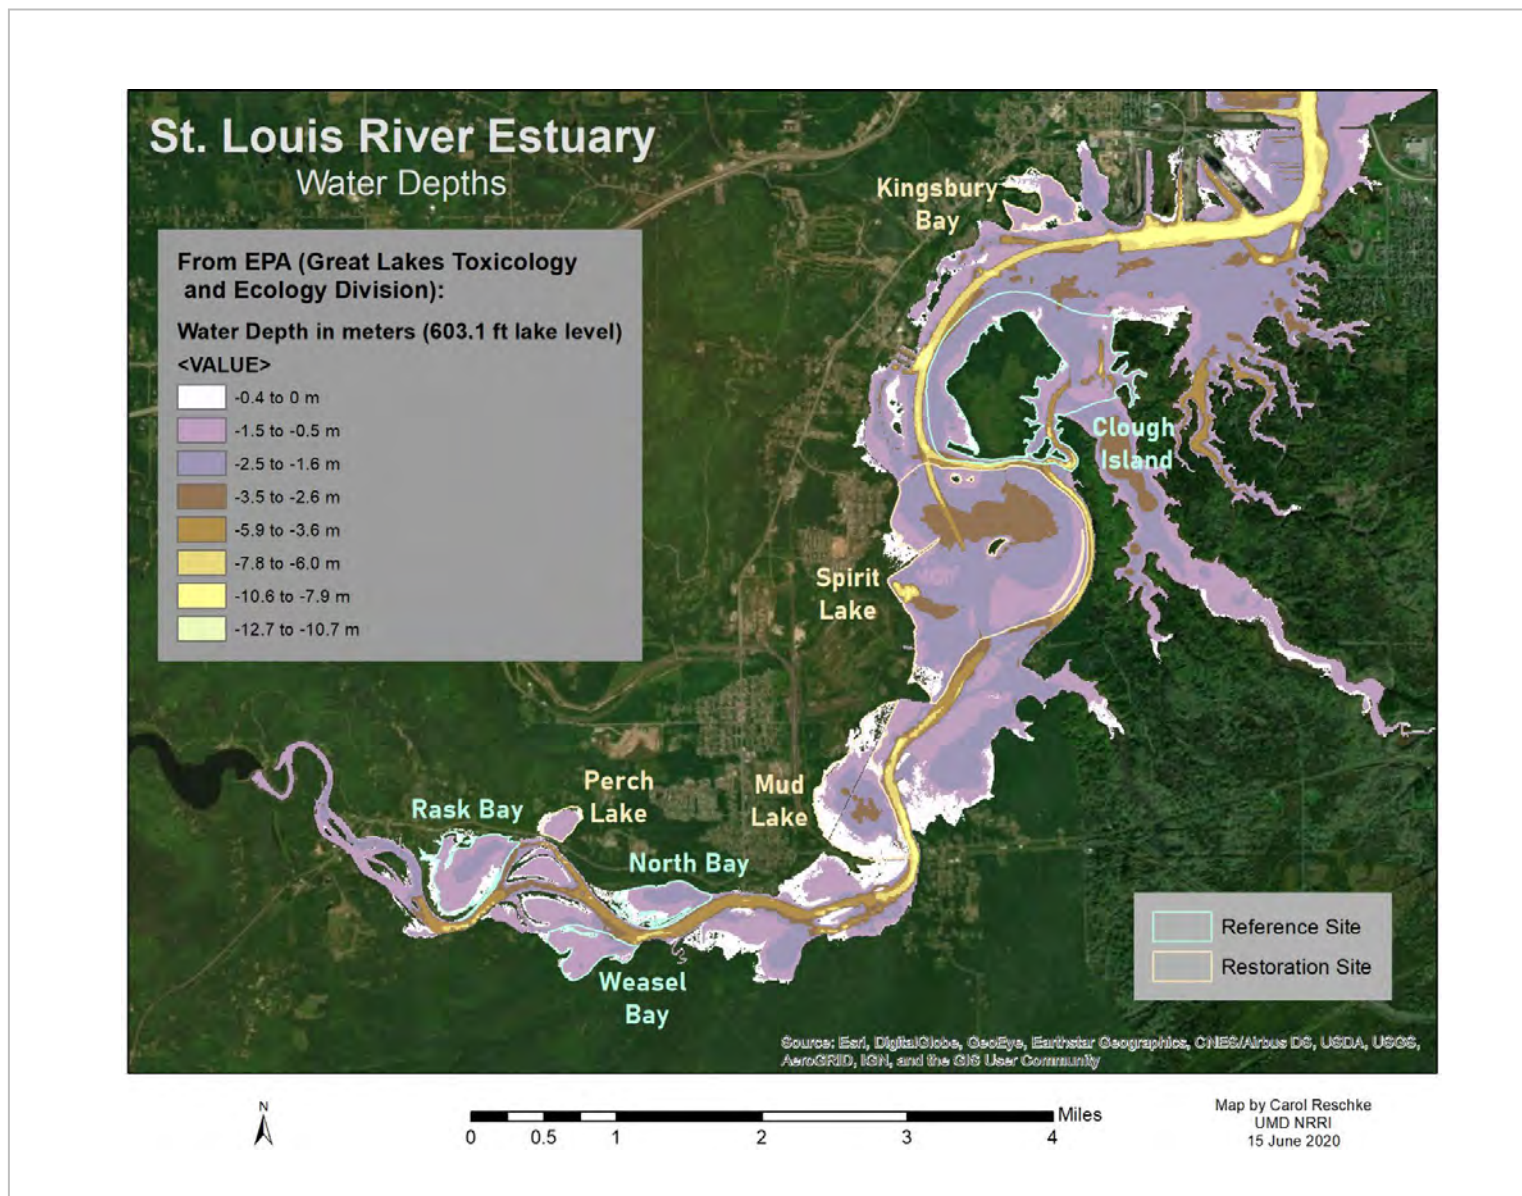 St. Louis River Estuary
Water Depths
From EPA (Great Lakes Toxicology
and Ecology Division):
Water Depth in meters (603.1 ft lake level)
<VALUE>
-0.4 to 0 m
-1.5 to -0.5 m
-2.5 to -1.6 m
-3.5 to -2.6 m
-5.9 to -3.6 m
-7.8 to -6.0 m
-10.6 to -7.9 m
-12.7 to -10.7 m
Kingsbury
Bay
Clough
Island
Spirit
Lake
Perch
Lake
Mud
Lake
Rask Bay
North Bay
Weasel
Bay
Reference Site
Restoration Site
Source: Esri, DigitalGlobe, GeoEye, Earthstar Geographics, CNES/Airbus DS, USDA, USGS,
AeroGRID, IGN, and the GIS User Community
N
Miles
0 0.5 1 2 3 4
Map by Carol Reschke
UMD NRRI
15 June 2020